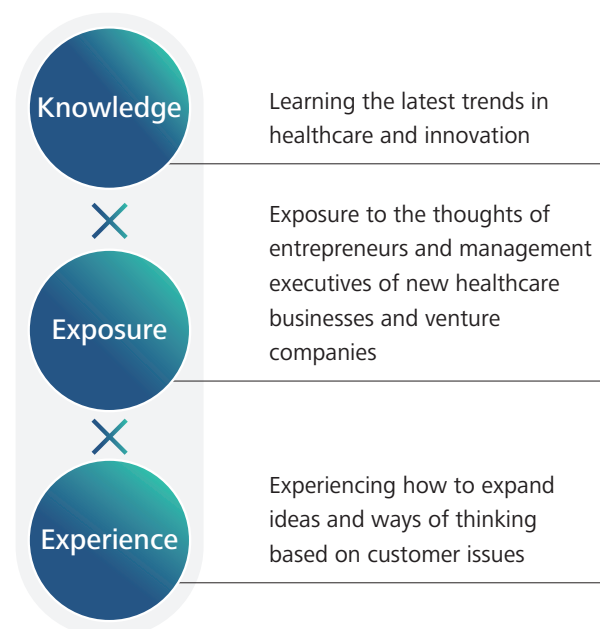 Knowledge
Learning the latest trends in
healthcare and innovation
Exposure
Exposure to the thoughts of
entrepreneurs and management
executives of new healthcare
businesses and venture
companies
Experience
Experiencing how to expand
ideas and ways of thinking
based on customer issues